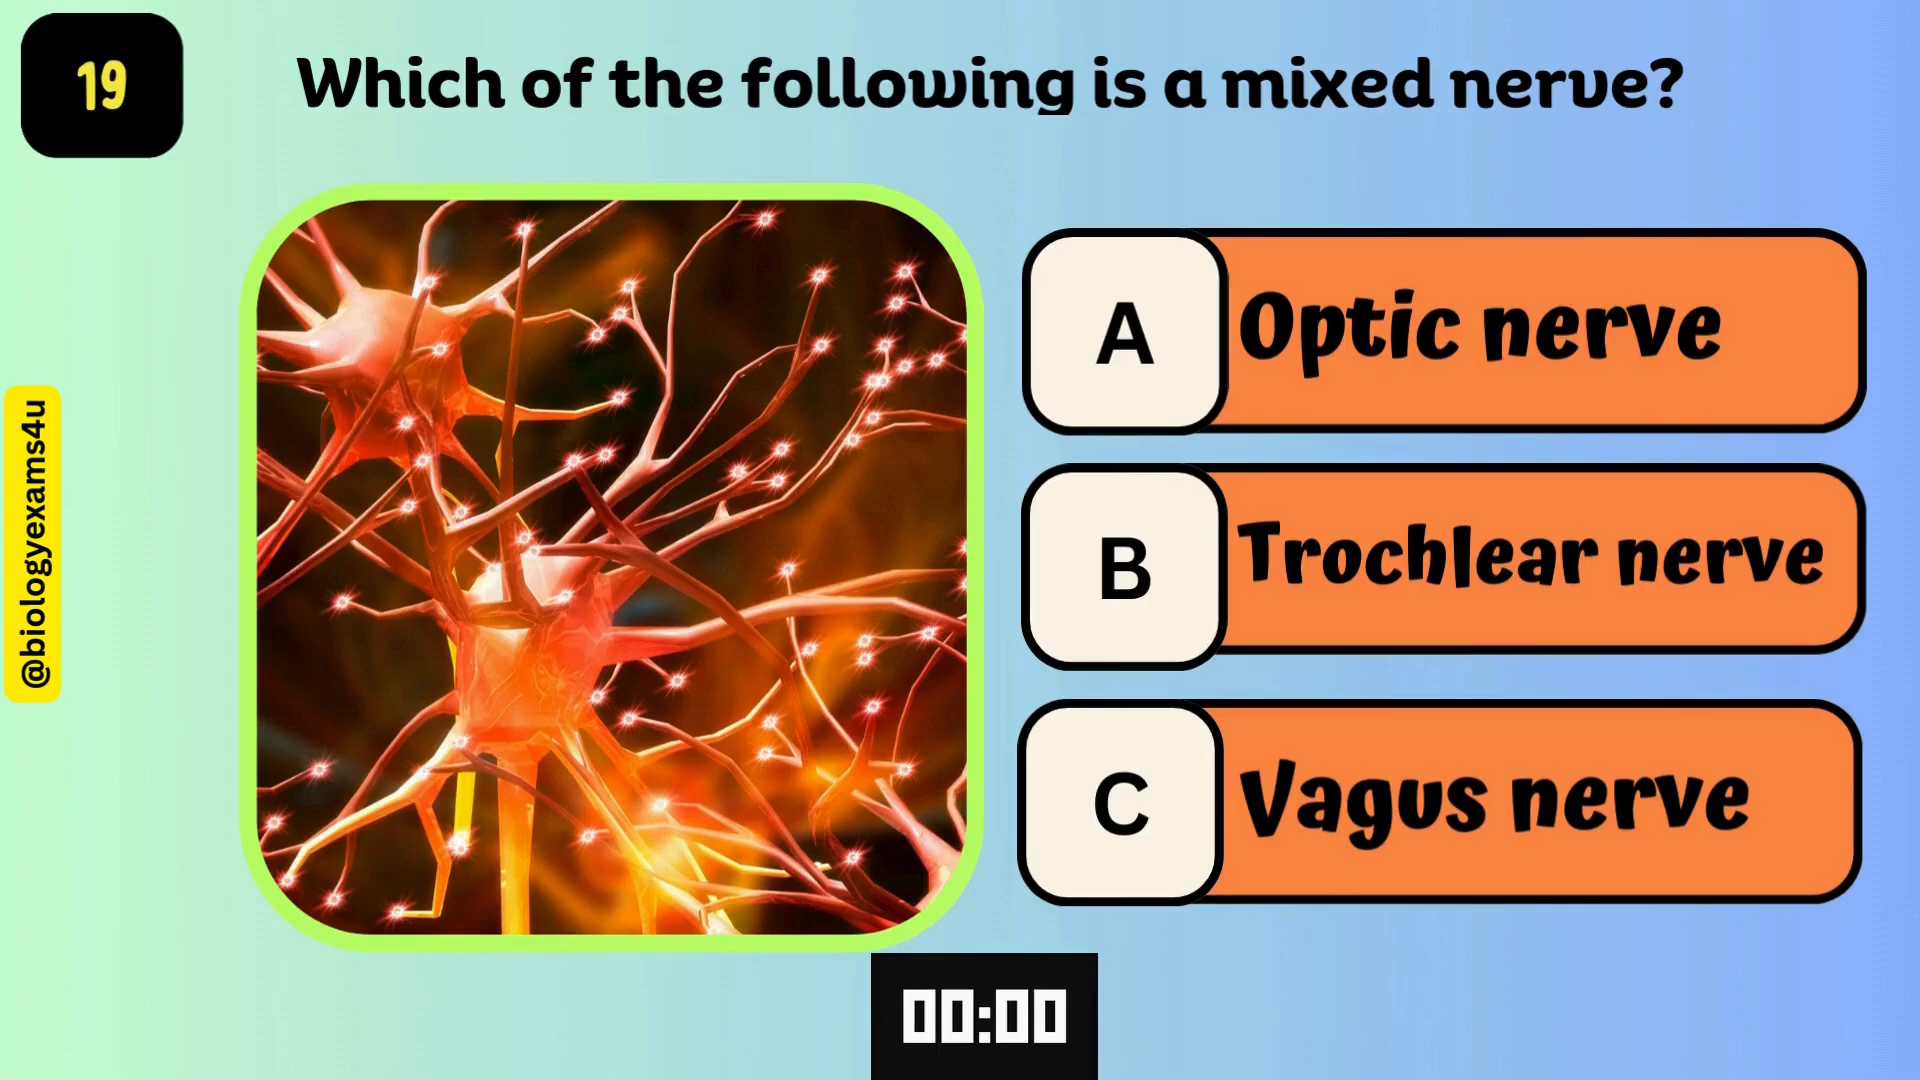 19
Which of the following is a mixed nerve?
@biologyexams4u
A
Optic nerve
B
Trochlear nerve
C
Vagus nerve
00:00